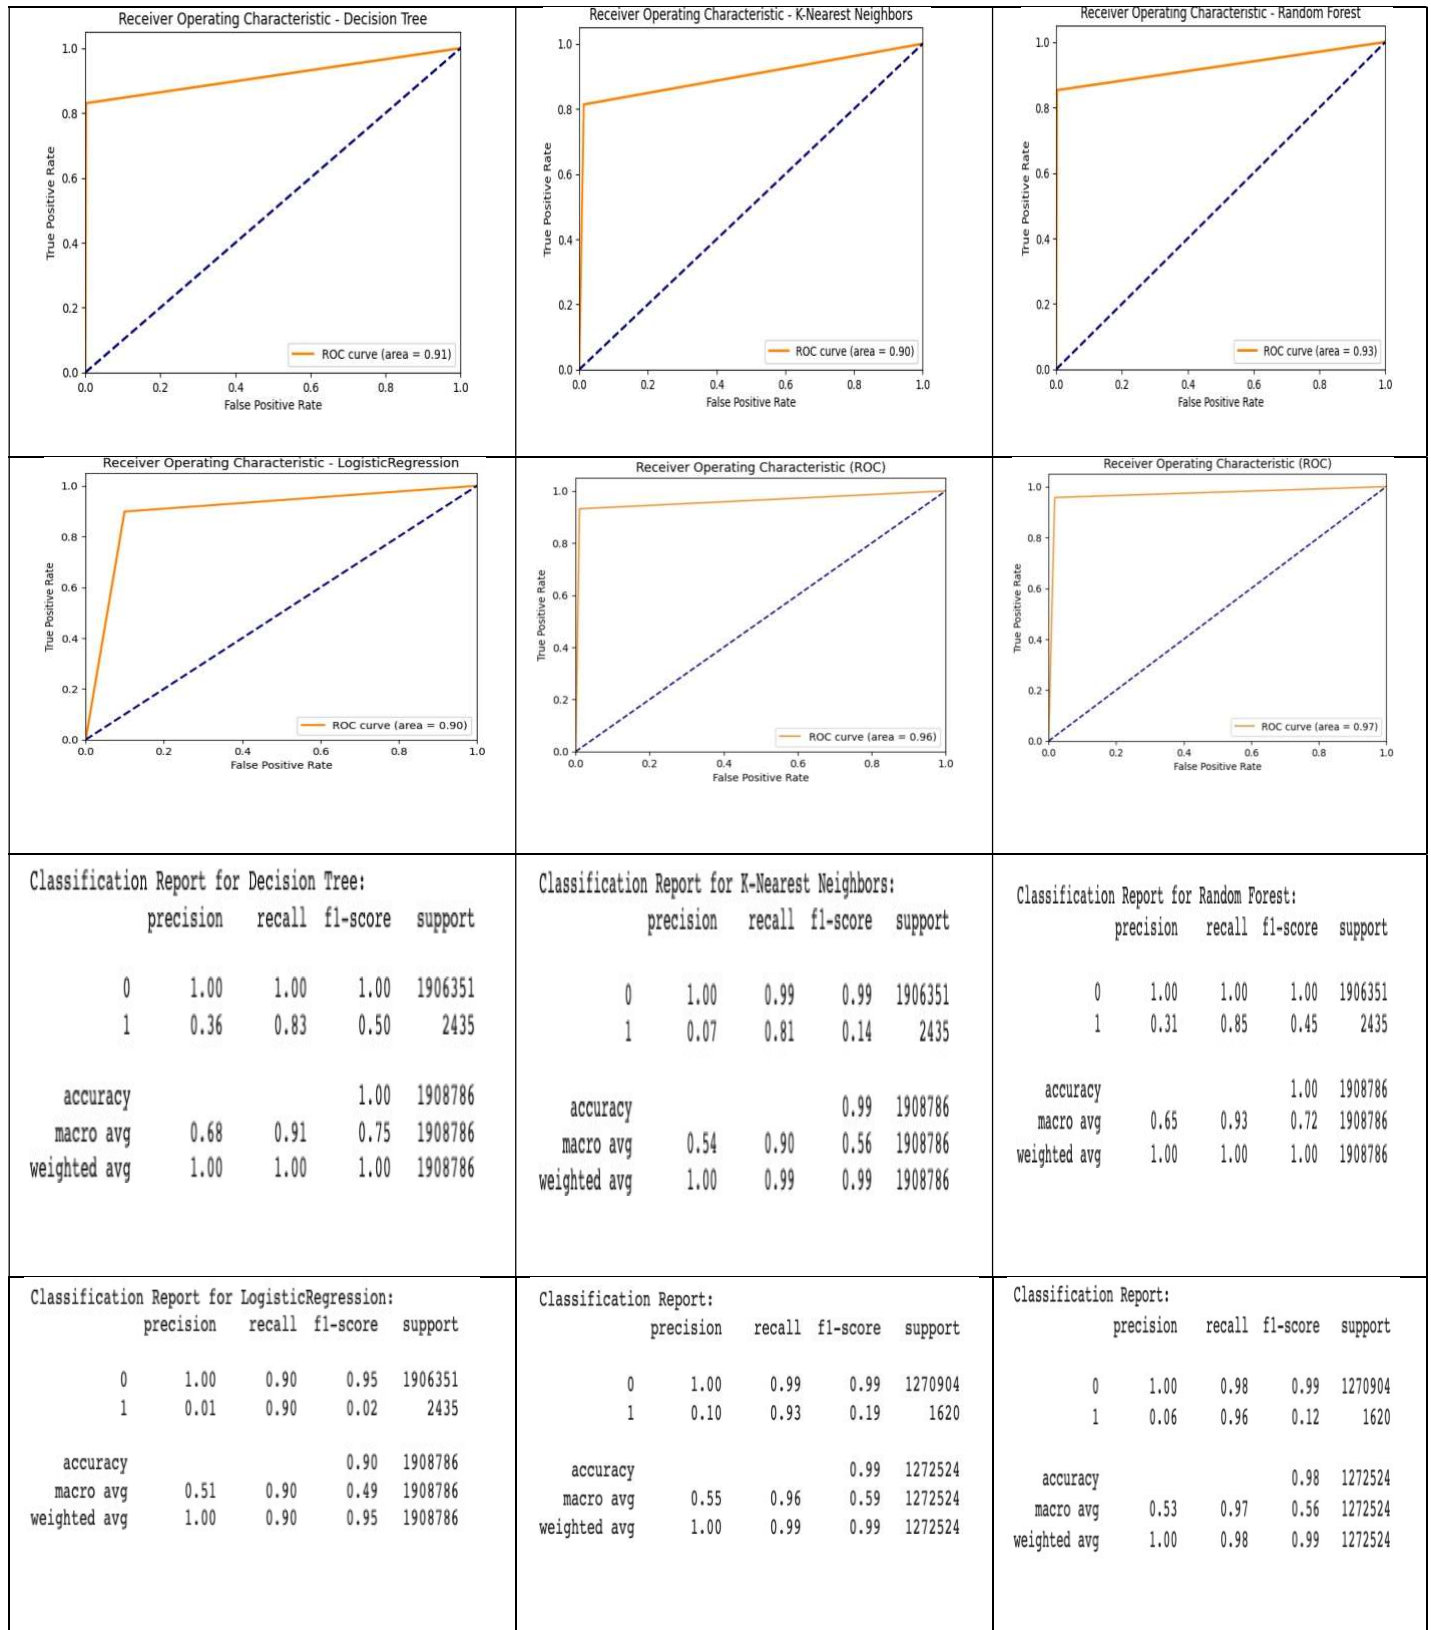 Receiver Operating Characteristic - Decision Tree
1.0
0.8
0.6
0.4
0.2
0.0
True Positive Rate
ROC curve (area = 0.91)
0.0 0.2 0.4 0.6 0.8 1.0
False Positive Rate
Receiver Operating Characteristic - K-Nearest Neighbors
1.0
0.8
0.6
0.4
0.2
0.0
True Positive Rate
ROC curve (area = 0.90)
0.0 0.2 0.4 0.6 0.8 1.0
False Positive Rate
Receiver Operating Characteristic - Random Forest
1.0
0.8
0.6
0.4
0.2
0.0
True Positive Rate
ROC curve (area = 0.93)
0.0 0.2 0.4 0.6 0.8 1.0
False Positive Rate
Receiver Operating Characteristic - LogisticRegression
1.0
0.8
0.6
0.4
0.2
0.0
True Positive Rate
ROC curve (area = 0.90)
0.0 0.2 0.4 0.6 0.8 1.0
False Positive Rate
Receiver Operating Characteristic (ROC)
1.0
0.8
0.6
0.4
0.2
0.0
True Positive Rate
ROC curve (area = 0.96)
0.0 0.2 0.4 0.6 0.8 1.0
False Positive Rate
Receiver Operating Characteristic (ROC)
1.0
0.8
0.6
0.4
0.2
0.0
True Positive Rate
ROC curve (area = 0.97)
0.0 0.2 0.4 0.6 0.8 1.0
False Positive Rate
Classification Report for Decision Tree:
precision recall f1-score support
0 1.00 1.00 1.00 1906351
1 0.36 0.83 0.50 2435
accuracy 1.00 1908786
macro avg 0.68 0.91 0.75 1908786
weighted avg 1.00 1.00 1.00 1908786
Classification Report for K-Nearest Neighbors:
precision recall f1-score support
0 1.00 0.99 0.99 1906351
1 0.07 0.81 0.14 2435
accuracy 0.99 1908786
macro avg 0.54 0.90 0.56 1908786
weighted avg 1.00 0.99 0.99 1908786
Classification Report for Random Forest:
precision recall f1-score support
0 1.00 1.00 1.00 1906351
1 0.31 0.85 0.45 2435
accuracy 1.00 1908786
macro avg 0.65 0.93 0.72 1908786
weighted avg 1.00 1.00 1.00 1908786
Classification Report for LogisticRegression:
precision recall f1-score support
0 1.00 0.90 0.95 1906351
1 0.01 0.90 0.02 2435
accuracy 0.90 1908786
macro avg 0.51 0.90 0.49 1908786
weighted avg 1.00 0.90 0.95 1908786
Classification Report:
precision recall f1-score support
0 1.00 0.99 0.99 1270904
1 0.10 0.93 0.19 1620
accuracy 0.99 1272524
macro avg 0.55 0.96 0.59 1272524
weighted avg 1.00 0.99 0.99 1272524
Classification Report:
precision recall f1-score support
0 1.00 0.98 0.99 1270904
1 0.06 0.96 0.12 1620
accuracy 0.98 1272524
macro avg 0.53 0.97 0.56 1272524
weighted avg 1.00 0.98 0.99 1272524